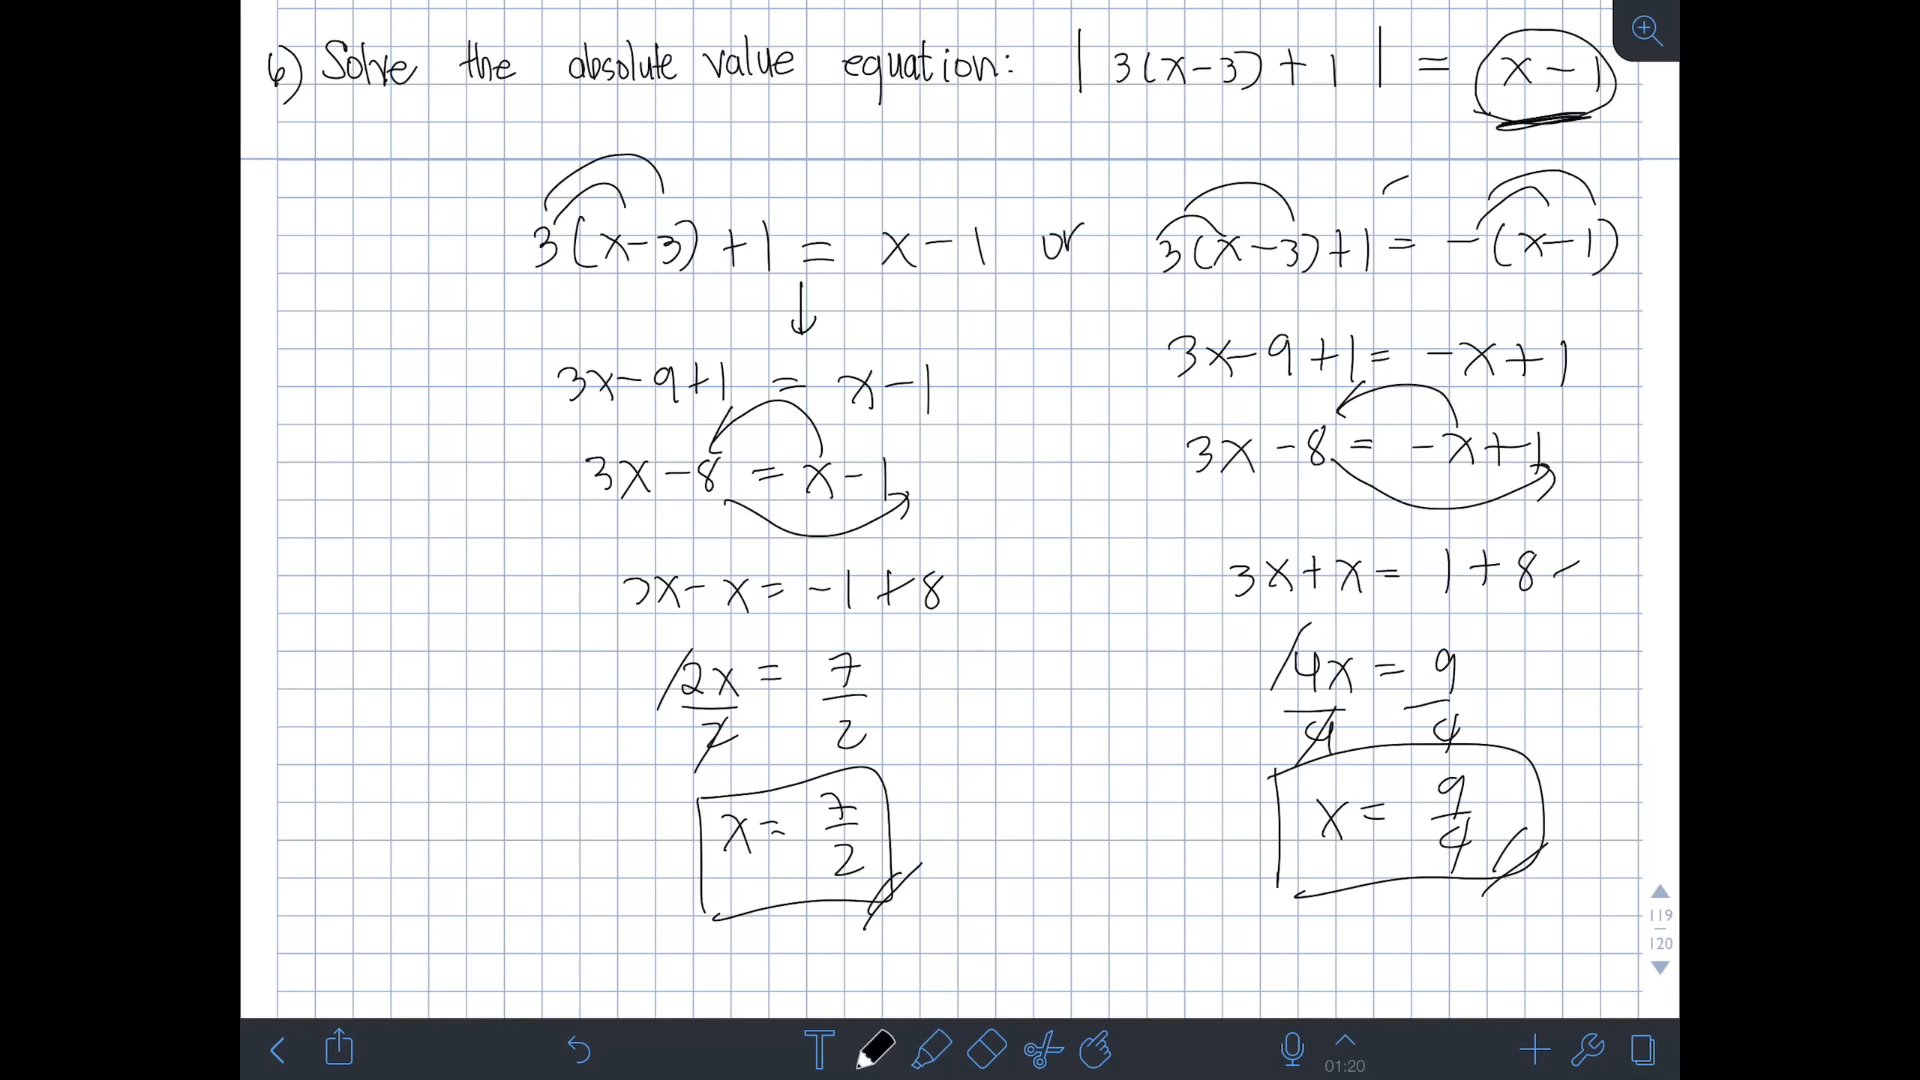 6) Solve the absolute value equation: | 3(x-3) + 1 | = x - 1
3(x-3) + 1 = x - 1 or 3(x-3) + 1 = -(x-1)
3x - 9 + 1 = x - 1
3x - 8 = x - 1
3x - x = -1 + 8
2x/2 = 7/2
x = 7/2
3x - 9 + 1 = -x + 1
3x - 8 = -x + 1
3x + x = 1 + 8
4x/4 = 9/4
x = 9/4
119
120
T
01:20